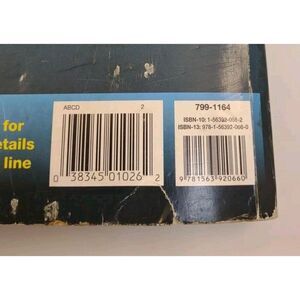 for
etails
line
ABCD 2
0 38345 01026 2
799-1164
ISBN-10: 1-56392-066-2
ISBN-13: 978-1-56392-066-0
9 781563 920660